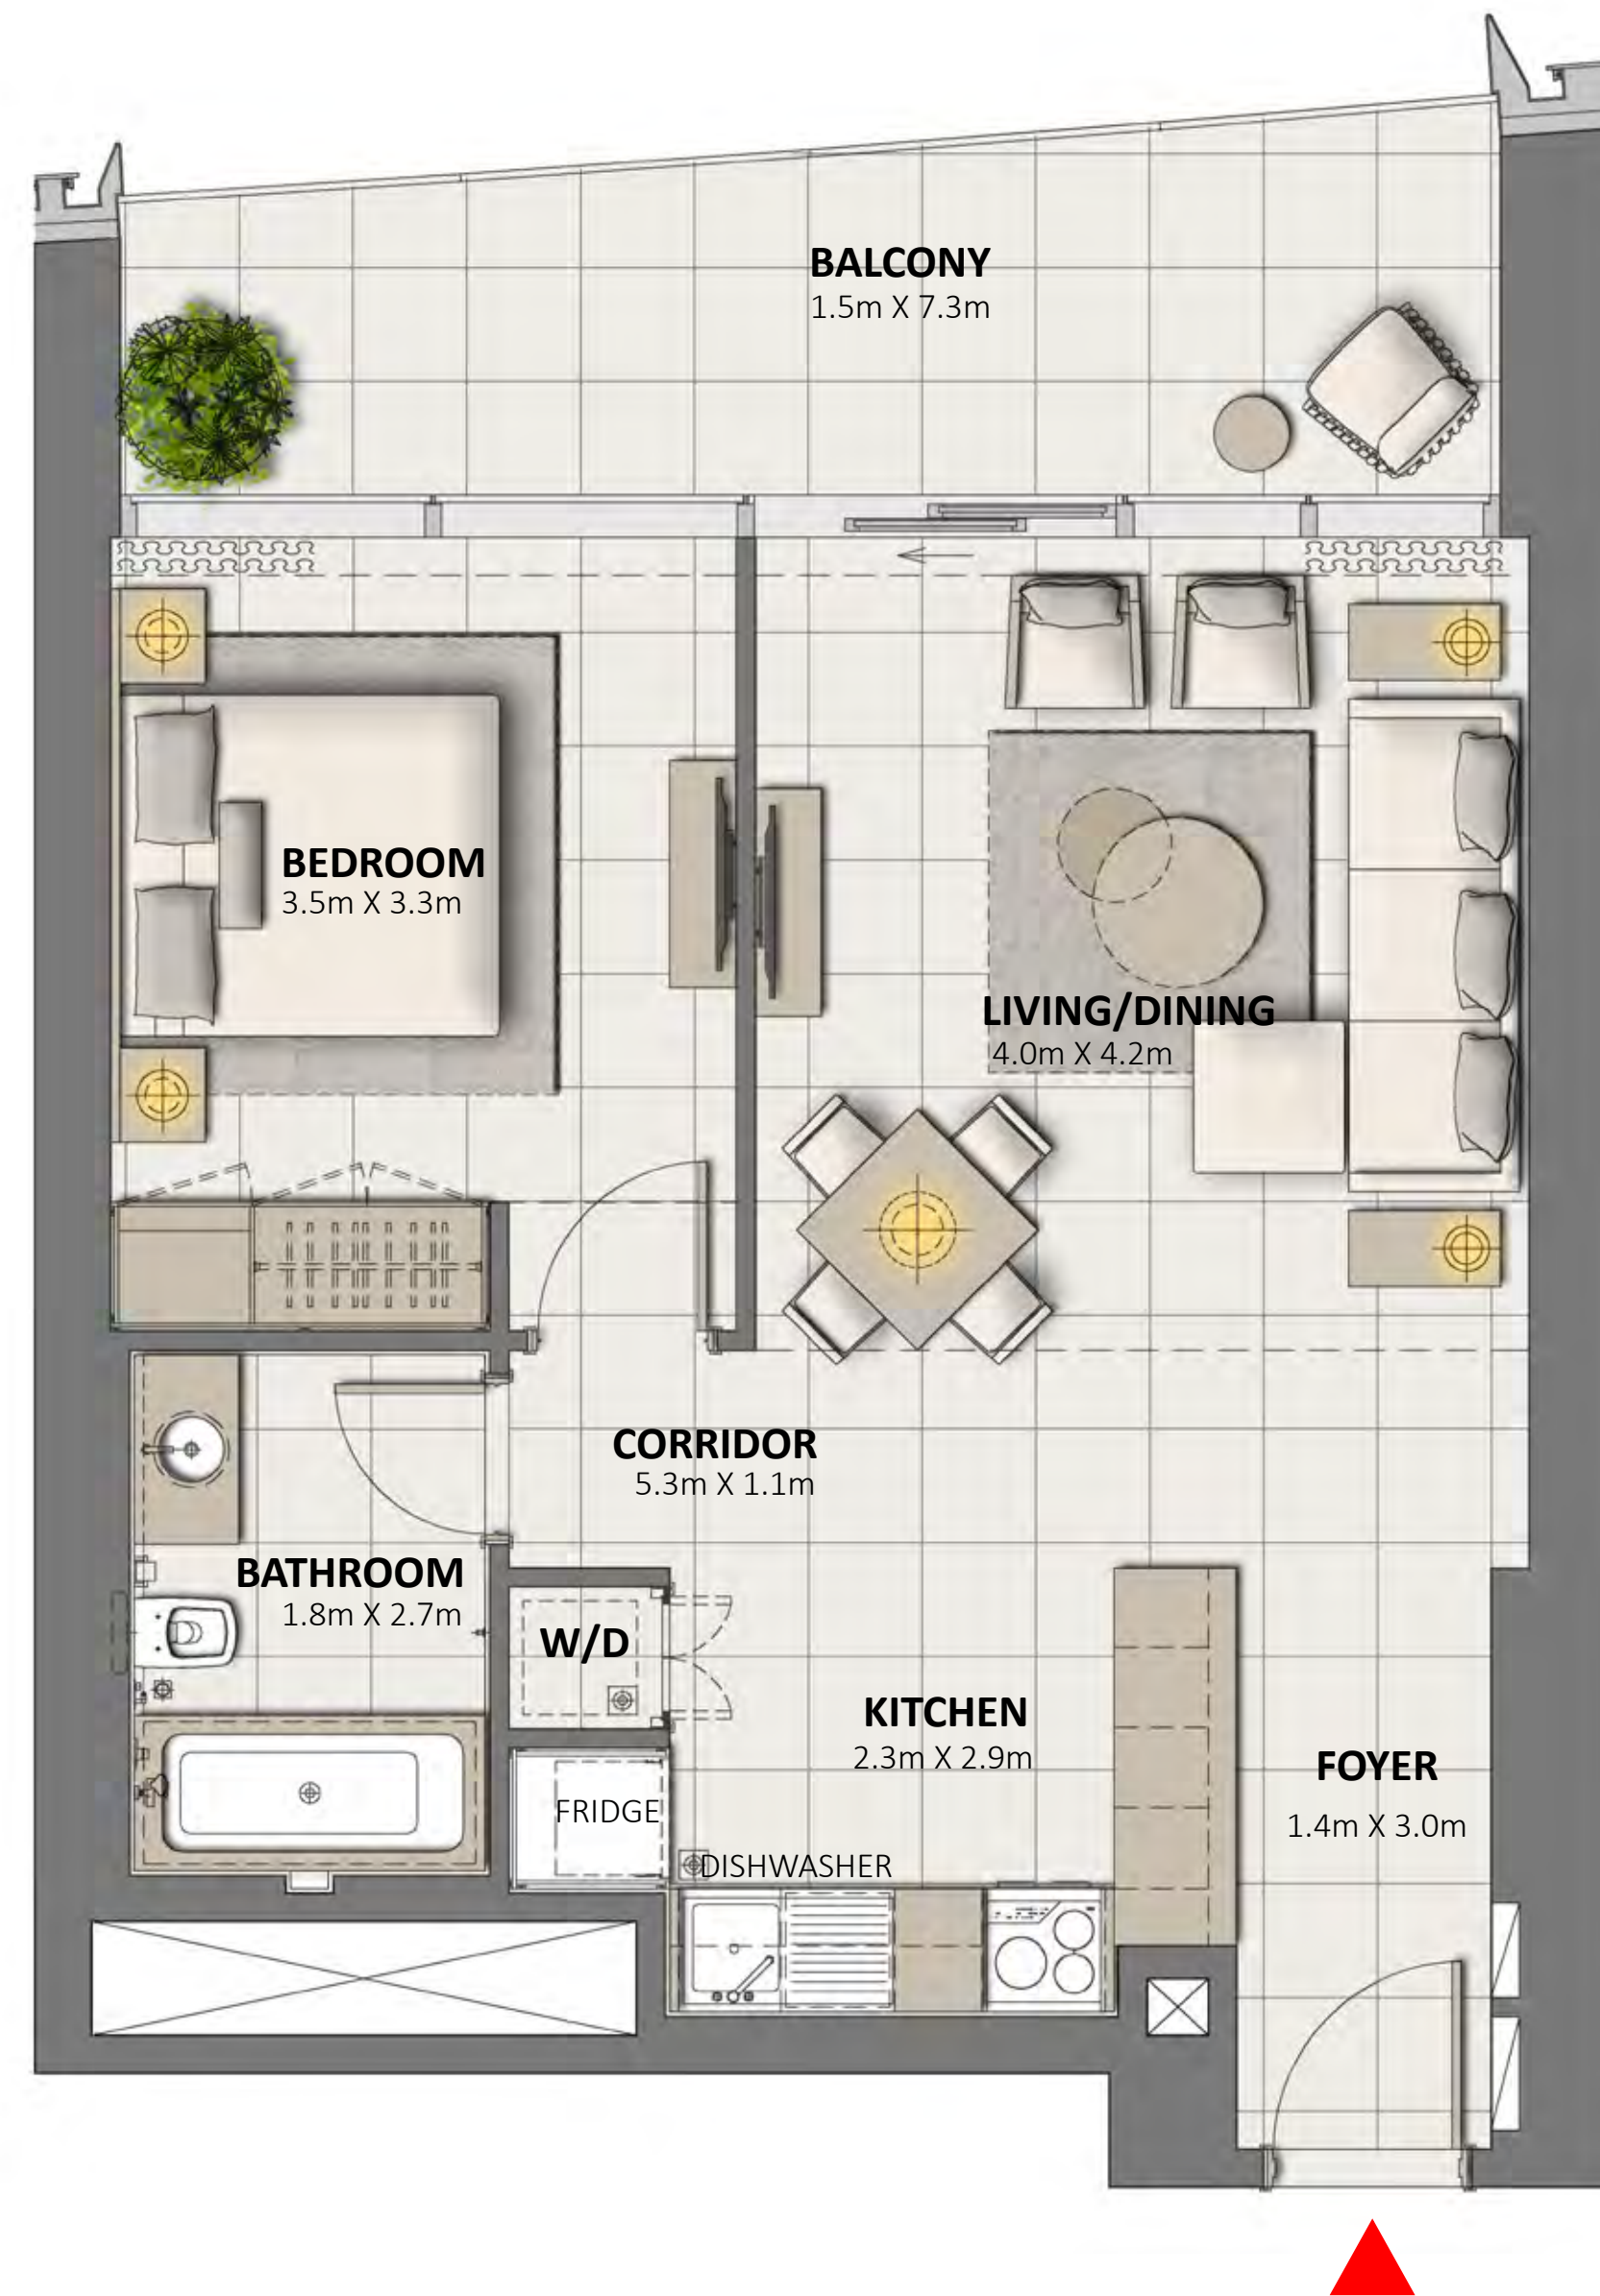 BALCONY
1.5m X 7.3m
BEDROOM
3.5m X 3.3m
LIVING/DINING
4.0m X 4.2m
CORRIDOR
5.3m X 1.1m
BATHROOM
1.8m X 2.7m
W/D
KITCHEN
2.3m X 2.9m
FOYER
1.4m X 3.0m
FRIDGE
DISHWASHER